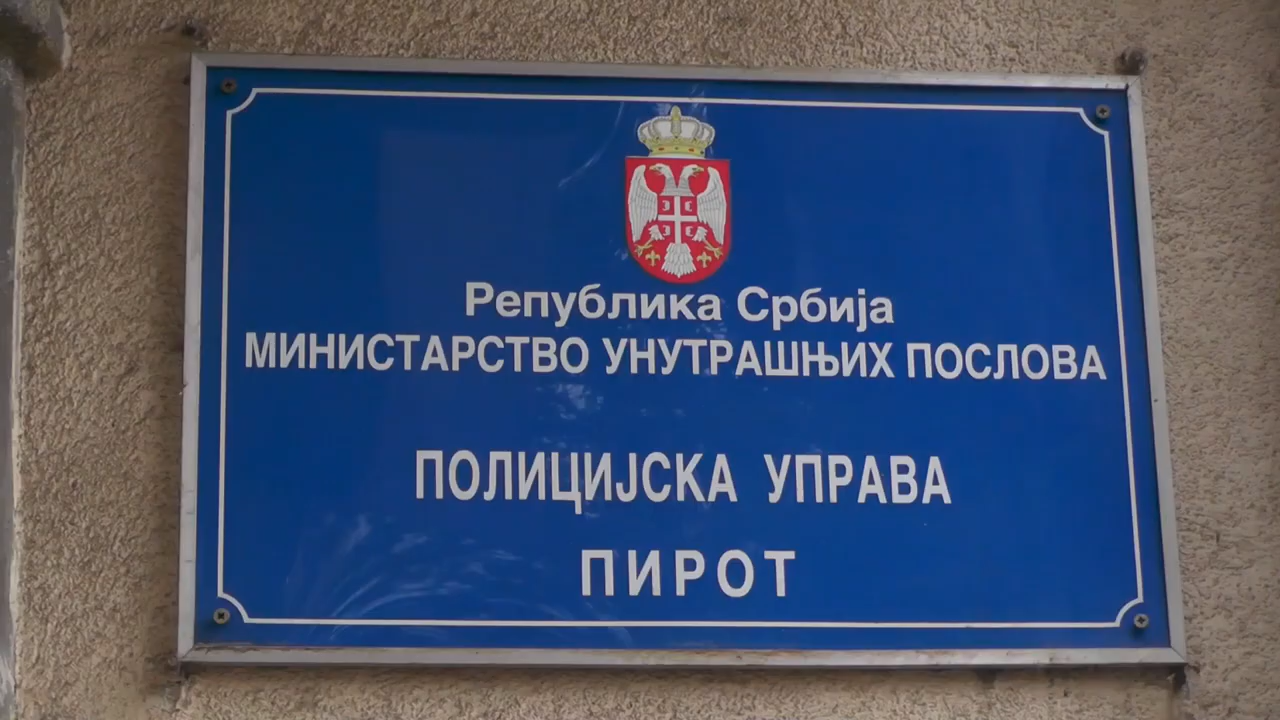 Република Србија
МИНИСТАРСТВО УНУТРАШЊИХ ПОСЛОВА
ПОЛИЦИЈСКА УПРАВА
ПИРОТ